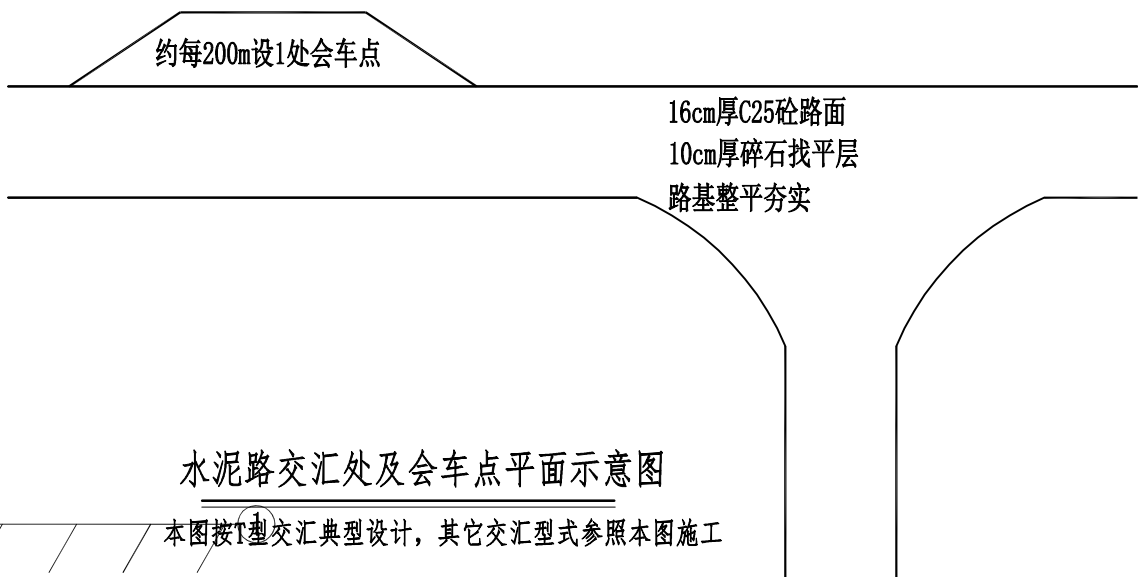 约每200m设1处会车点
16cm厚C25砼路面
10cm厚碎石找平层
路基整平夯实
水泥路交汇处及会车点平面示意图
1
本图按T型交汇典型设计，其它交汇型式参照本图施工